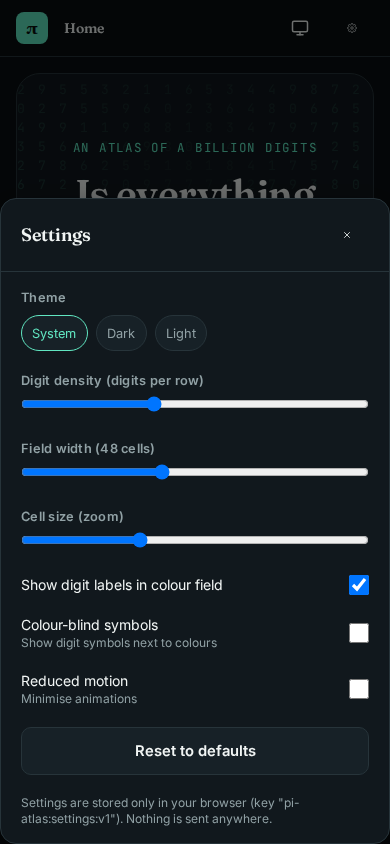 π Home
AN ATLAS OF A BILLION DIGITS
Is everything
Settings
Theme
System Dark Light
Digit density (digits per row)
Field width (48 cells)
Cell size (zoom)
Show digit labels in colour field
Colour-blind symbols
Show digit symbols next to colours
Reduced motion
Minimise animations
Reset to defaults
Settings are stored only in your browser (key "pi-
atlas:settings:v1"). Nothing is sent anywhere.